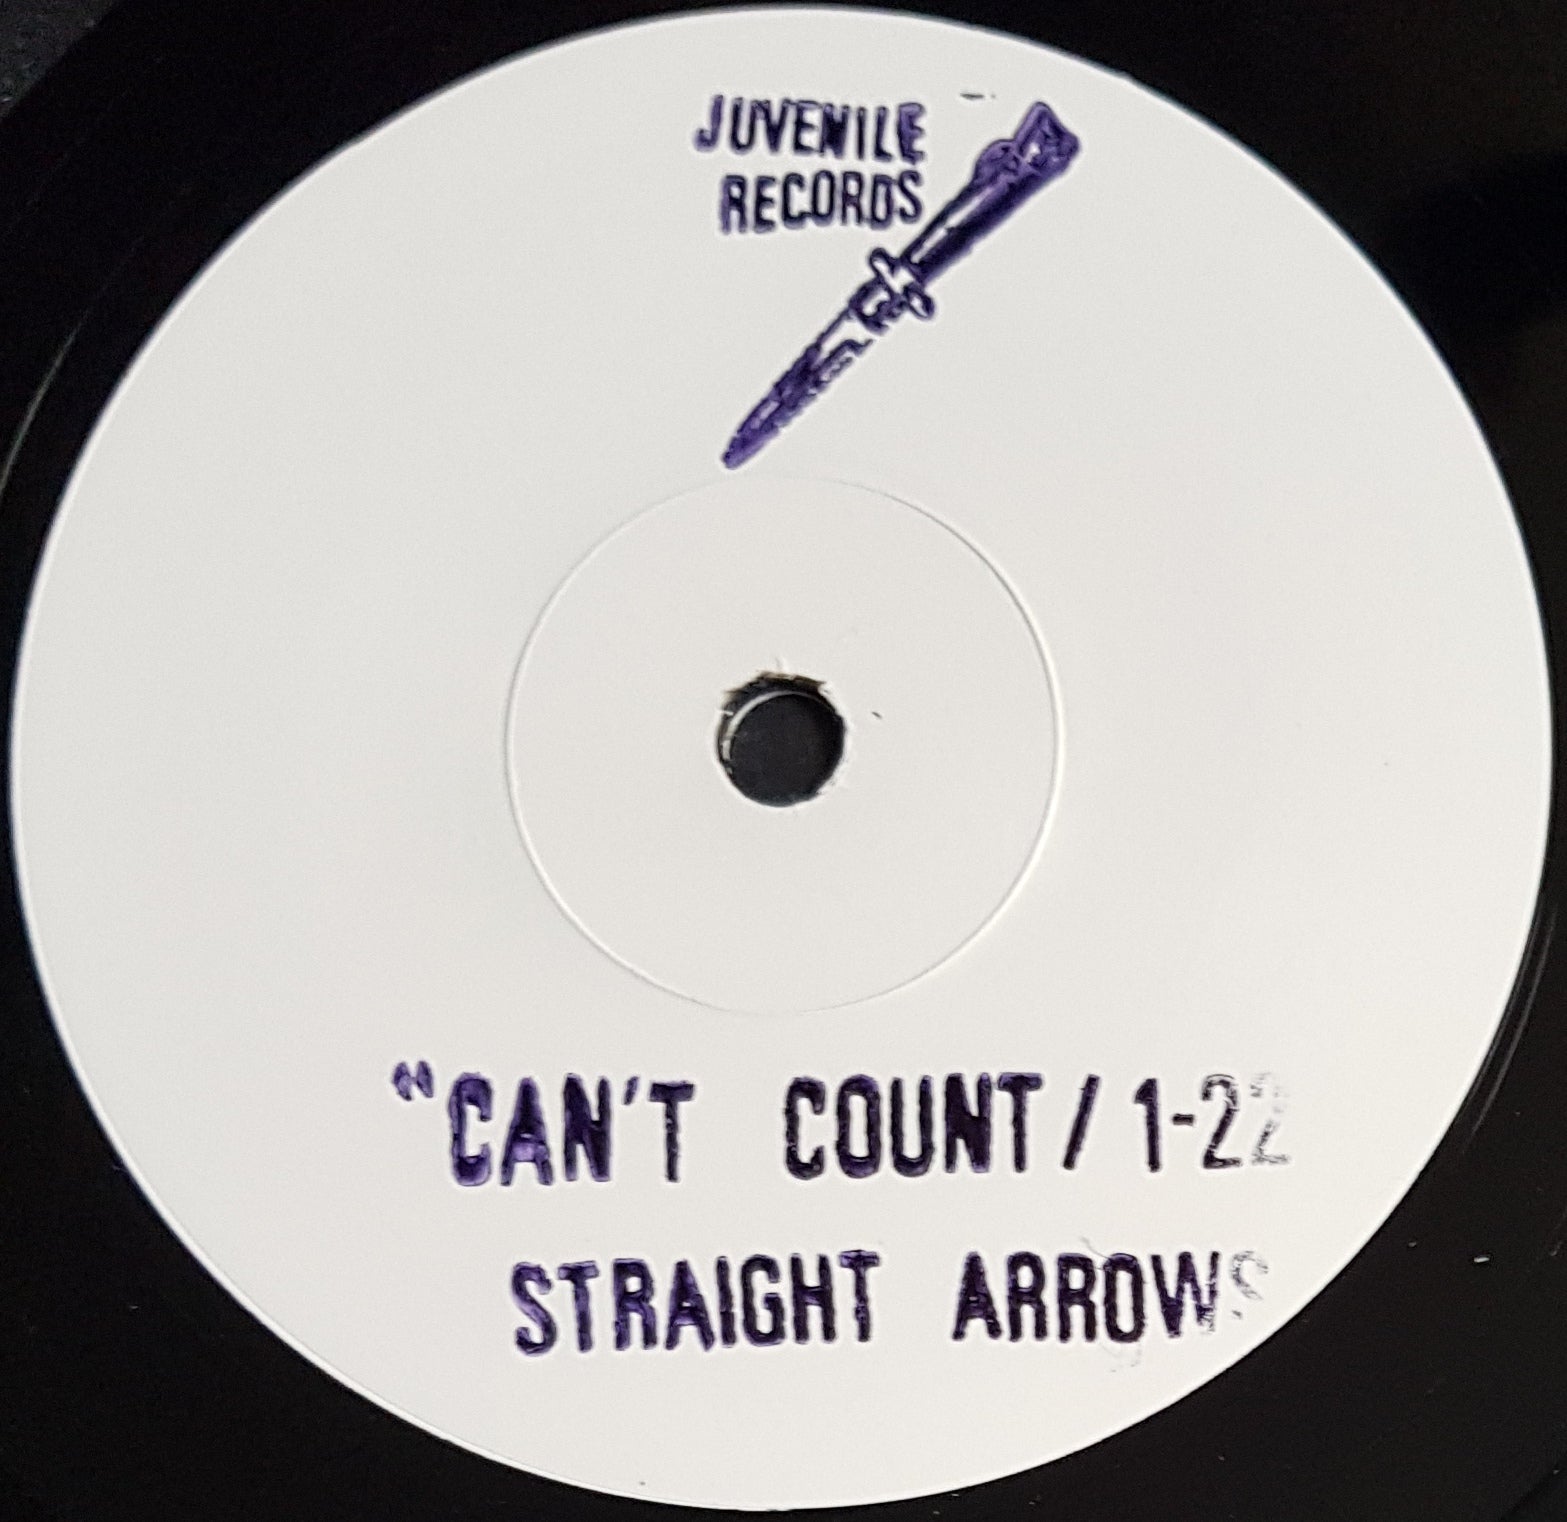 JUVENILE
RECORDS
"CAN'T COUNT / 1-22
STRAIGHT ARROWS